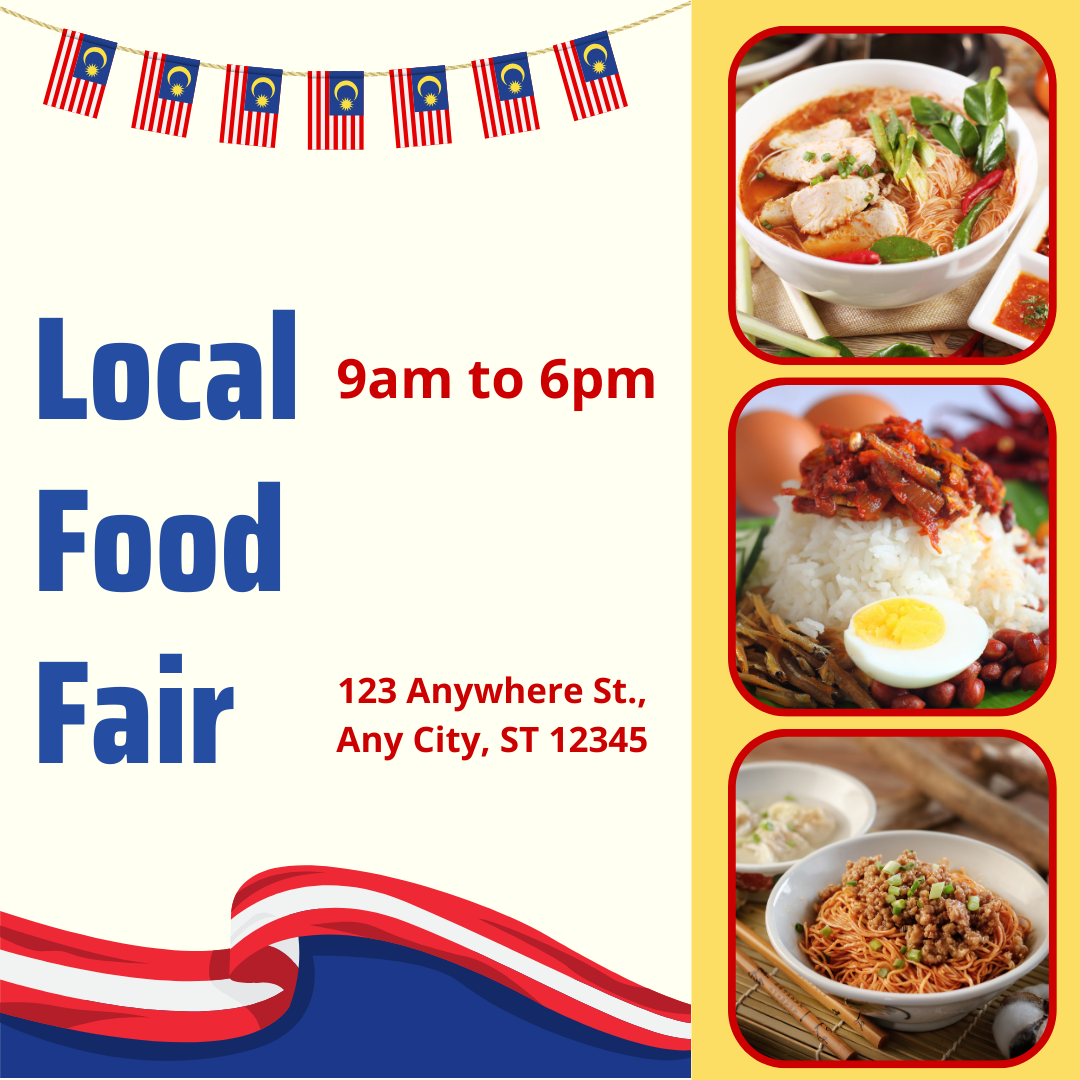 Local
Food
Fair
9am to 6pm
123 Anywhere St.,
Any City, ST 12345